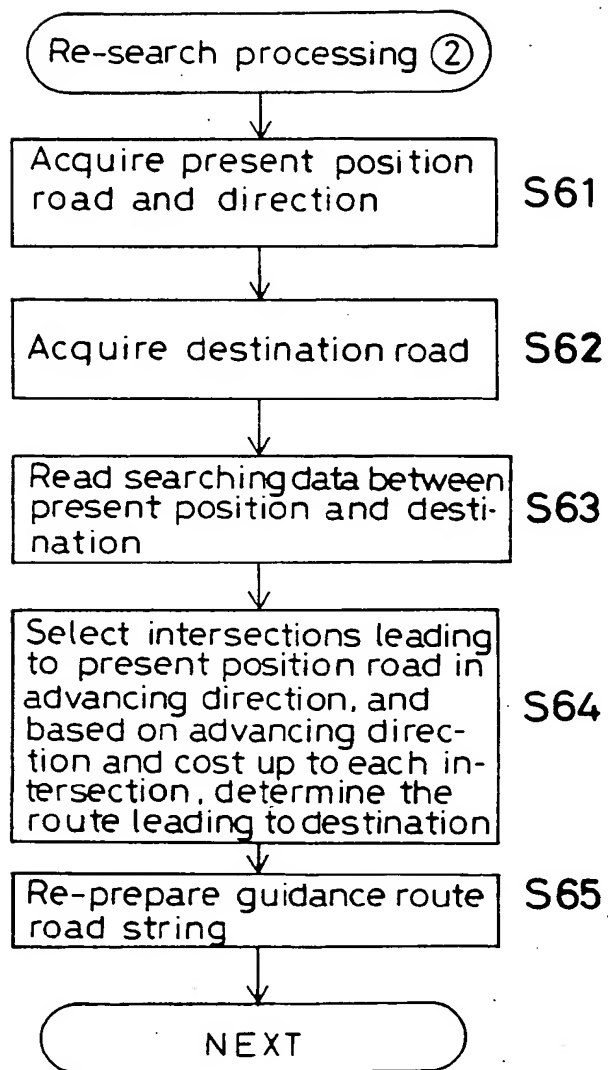 Re-search processing ②
Acquire present position
road and direction
S61
Acquire destination road
S62
Read searching data between
present position and desti-
nation
S63
Select intersections leading
to present position road in
advancing direction, and
based on advancing direc-
tion and cost up to each in-
tersection, determine the
route leading to destination
S64
Re-prepare guidance route
road string
S65
NEXT